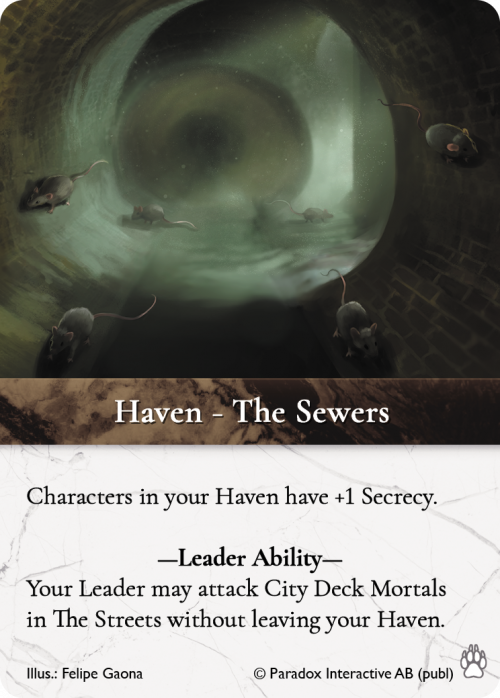 Haven - The Sewers
Characters in your Haven have +1 Secrecy.
—Leader Ability—
Your Leader may attack City Deck Mortals
in The Streets without leaving your Haven.
Illus.: Felipe Gaona
© Paradox Interactive AB (publ)